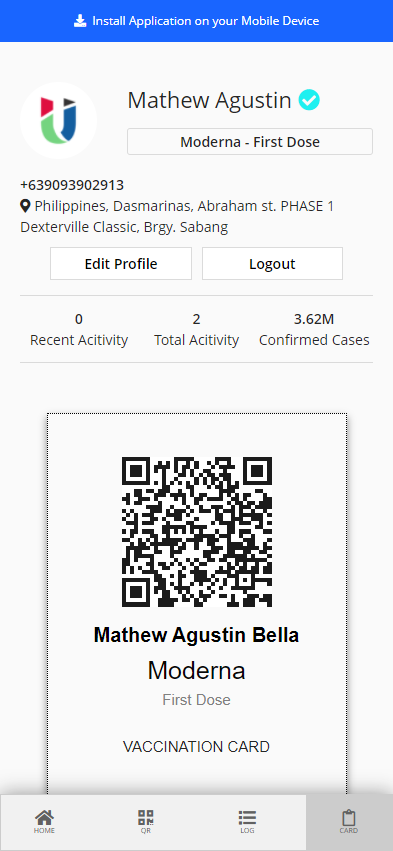 Install Application on your Mobile Device
Mathew Agustin
Moderna - First Dose
+639093902913
Philippines, Dasmarinas, Abraham st. PHASE 1
Dexterville Classic, Brgy. Sabang
Edit Profile
Logout
0
Recent Acitivity
2
Total Acitivity
3.62M
Confirmed Cases
Mathew Agustin Bella
Moderna
First Dose
VACCINATION CARD
HOME
QR
LOG
CARD